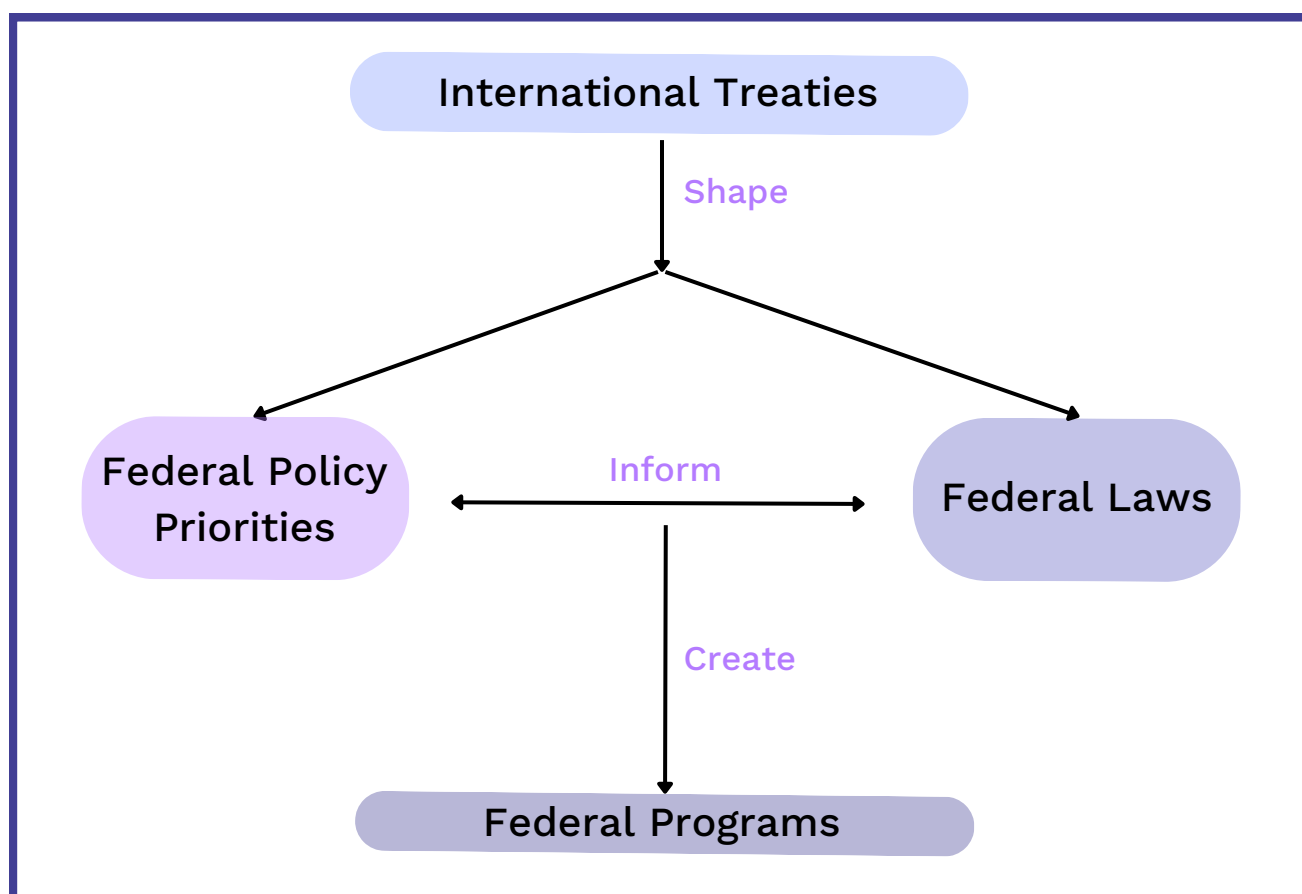 International Treaties
Shape
Federal Policy
Priorities
Inform
Federal Laws
Create
Federal Programs